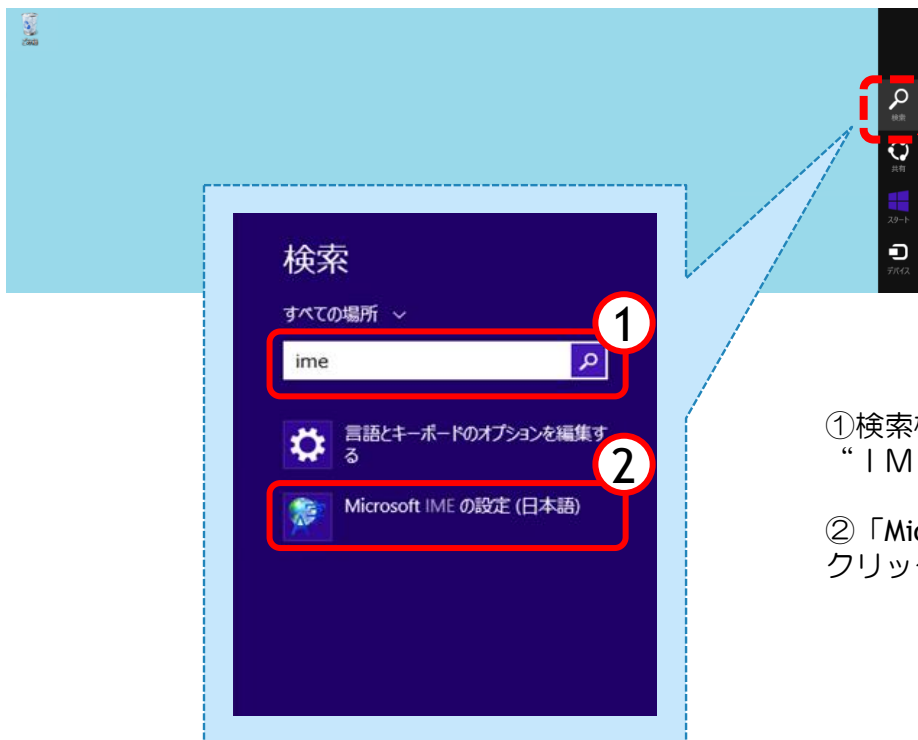 ごみ箱
検索
共有
スタート
デバイス
検索
すべての場所
1
ime
言語とキーボードのオプションを編集す
る
2
Microsoft IME の設定 (日本語)
①検索
“ＩＭ
②「Mic
クリッ